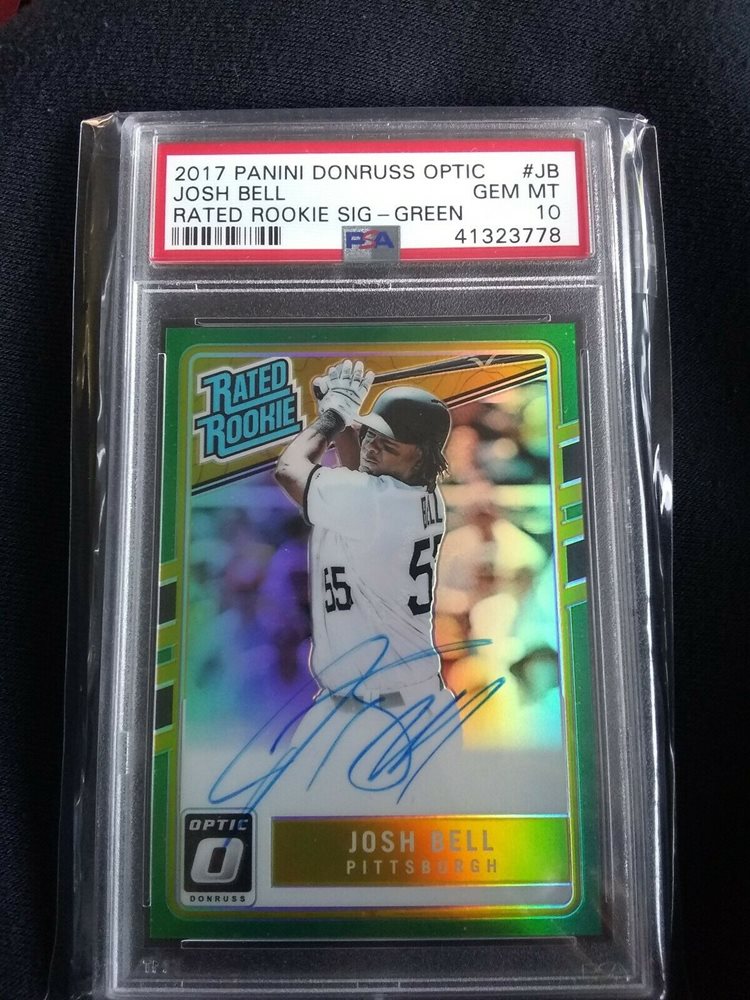 2017 PANINI DONRUSS OPTIC #JB
JOSH BELL GEM MT
RATED ROOKIE SIG - GREEN 10
PSA 41323778
RATED
ROOKIE
BELL
55
55
OPTIC
DONRUSS
JOSH BELL
PITTSBURGH